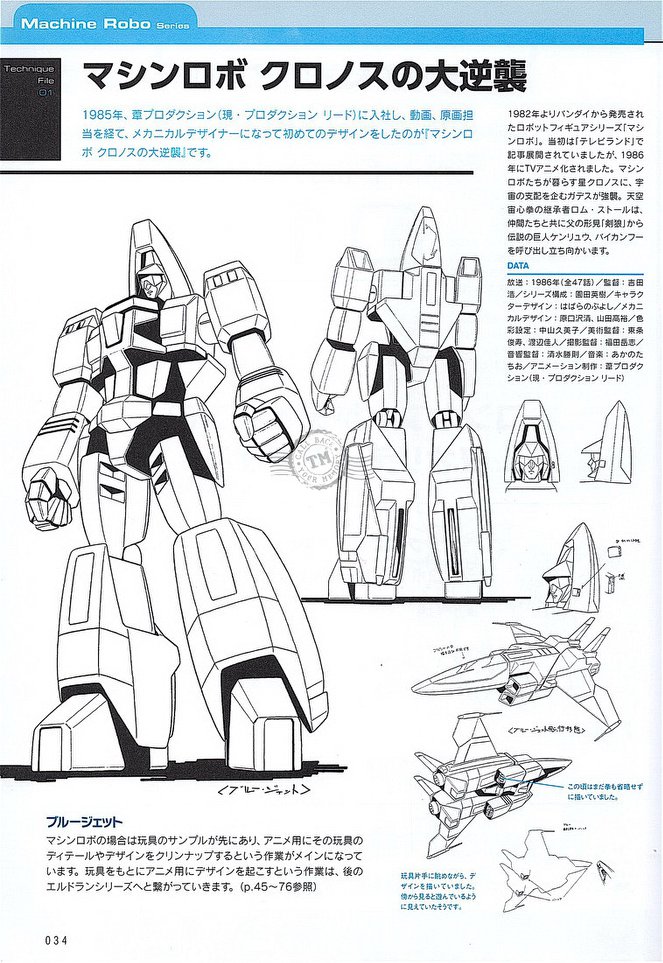 Machine Robo Series
Technique
File
01
マシンロボ クロノスの大逆襲
1985年、葦プロダクション(現・プロダクション リード)に入社し、動画、原画担
当を経て、メカニカルデザイナーになって初めてのデザインをしたのが『マシンロ
ボ クロノスの大逆襲』です。
1982年よりバンダイから発売さ
れたロボットフィギュアシリーズ「マシ
ンロボ」。当初は「テレビランド」で
記事展開されていましたが、1986
年にTVアニメ化されました。マシン
ロボたちが暮らす星クロノスに、宇
宙の支配を企むガデスが強襲。天空
宙心拳の継承者ロム・ストールは、
仲間たちと共に父の形見「剣狼」から
伝説の巨人ケンリュウ、バイカンフー
を呼び出し立ち向かいます。
DATA
放送:1986年(全47話)/監督:吉田
浩/シリーズ構成:園田英樹/キャラク
ターデザイン:はばらのぶよし/メカニ
カルデザイン:原口沢清、山田高裕/色
彩設定:中山久美子/美術監督:東条
俊寿、渡辺佳人/撮影監督:福田岳志/
音響監督:清水勝則/音楽:あかのた
ちお/アニメーション制作:葦プロダク
ション(現・プロダクション リード)
CALL BACK
TM
YOUR MEM
<ブルー・ジェット>
この頃はまだ拳も省略せず
に描いていました。
ブルージェット
マシンロボの場合は玩具のサンプルが先にあり、アニメ用にその玩具の
ディテールやデザインをクリンナップするという作業がメインになって
います。玩具をもとにアニメ用にデザインを起こすという作業は、後の
エルドランシリーズへと繋がっていきます。(p.45〜76参照)
玩具片手に眺めながら、デ
ザインを描いていました。
傍から見ると遊んでいるよう
に見えていたそうです。
034